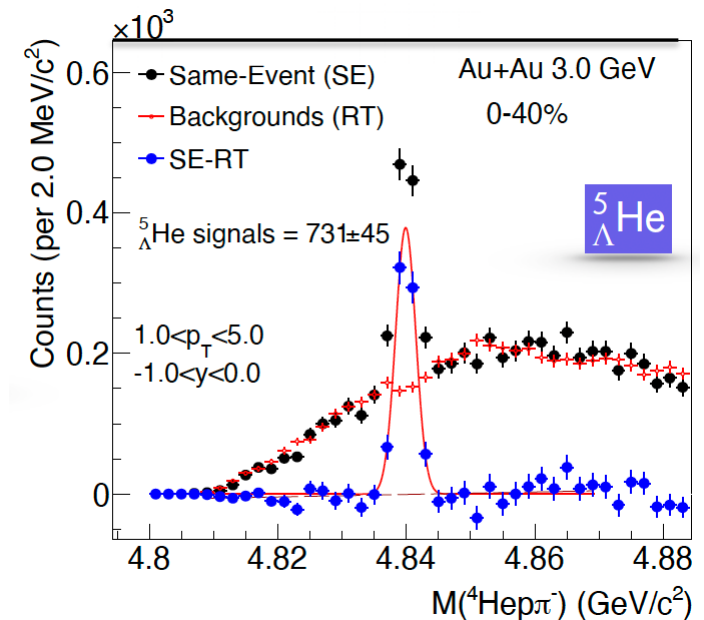 ×10³
0.6
0.4
0.2
0
Counts (per 2.0 MeV/c²)
Same-Event (SE)
Backgrounds (RT)
SE-RT
Au+Au 3.0 GeV
0-40%
⁵ΛHe
⁵ΛHe signals = 731±45
1.0<p_T<5.0
-1.0<y<0.0
4.8 4.82 4.84 4.86 4.88
M(⁴Hepπ⁻) (GeV/c²)